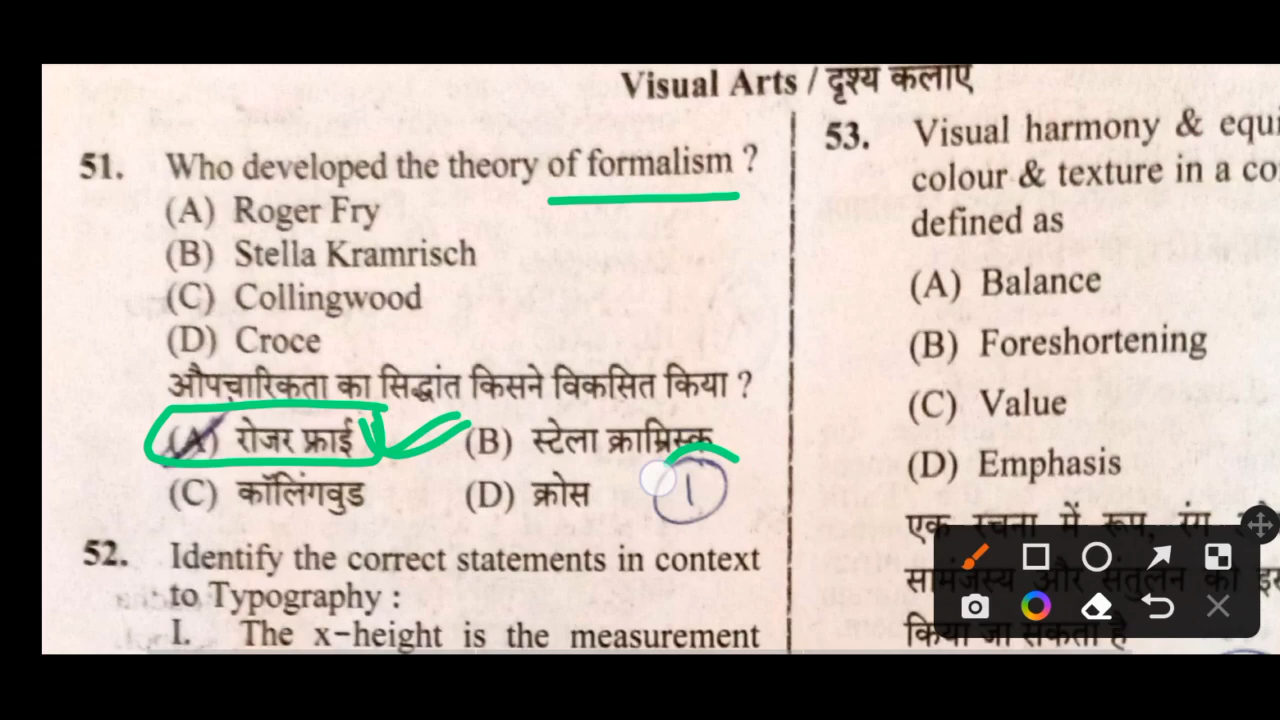 Visual Arts / दृश्य कलाएं
51. Who developed the theory of formalism ?
(A) Roger Fry
(B) Stella Kramrisch
(C) Collingwood
(D) Croce
औपचारिकता का सिद्धांत किसने विकसित किया ?
(A) रोजर फ्राई (B) स्टेला क्राम्रिस्क
(C) कॉलिंगवुड (D) क्रोस
1
52. Identify the correct statements in context
to Typography :
I. The x-height is the measurement
53. Visual harmony & equi
colour & texture in a co
defined as
(A) Balance
(B) Foreshortening
(C) Value
(D) Emphasis
एक रचना में रूप, रंग
सामंजस्य और संतुलन को
किया जा सकता है